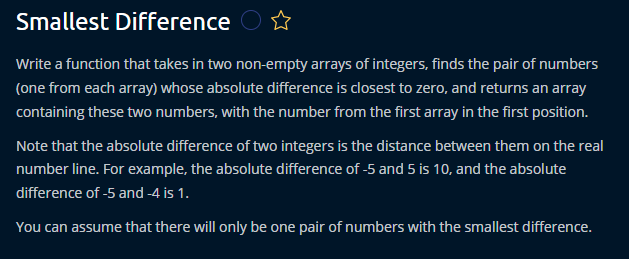 Smallest Difference
Write a function that takes in two non-empty arrays of integers, finds the pair of numbers
(one from each array) whose absolute difference is closest to zero, and returns an array
containing these two numbers, with the number from the first array in the first position.
Note that the absolute difference of two integers is the distance between them on the real
number line. For example, the absolute difference of -5 and 5 is 10, and the absolute
difference of -5 and -4 is 1.
You can assume that there will only be one pair of numbers with the smallest difference.